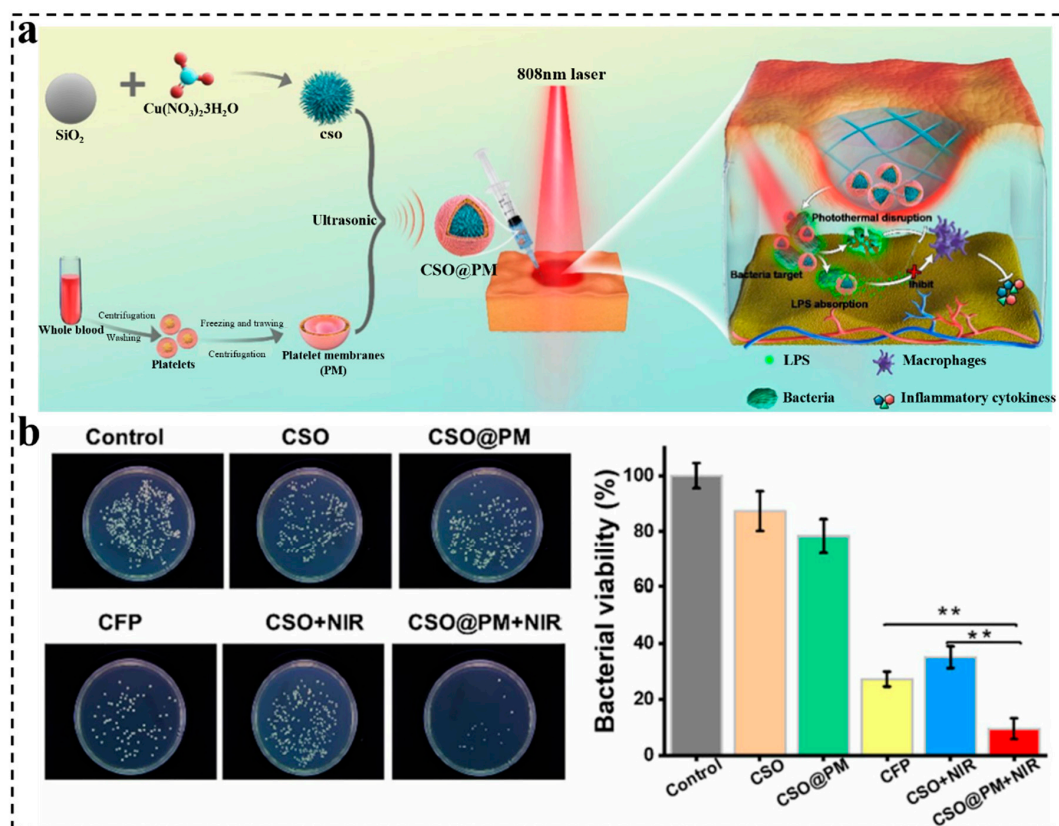 a
SiO2
+
Cu(NO3)23H2O
cso
808nm laser
Ultrasonic
CSO@PM
Whole blood
Centrifugation
Washing
Platelets
Freezing and trawing
Centrifugation
Platelet membranes
(PM)
Photothermal disruption
Bacteria target
Inhibit
LPS absorption
LPS
Macrophages
Bacteria
Inflammatory cytokiness
b
Control
CSO
CSO@PM
CFP
CSO+NIR
CSO@PM+NIR
Bacterial viability (%)
100
80
60
40
20
0
**
**
Control
CSO
CSO@PM
CFP
CSO+NIR
CSO@PM+NIR